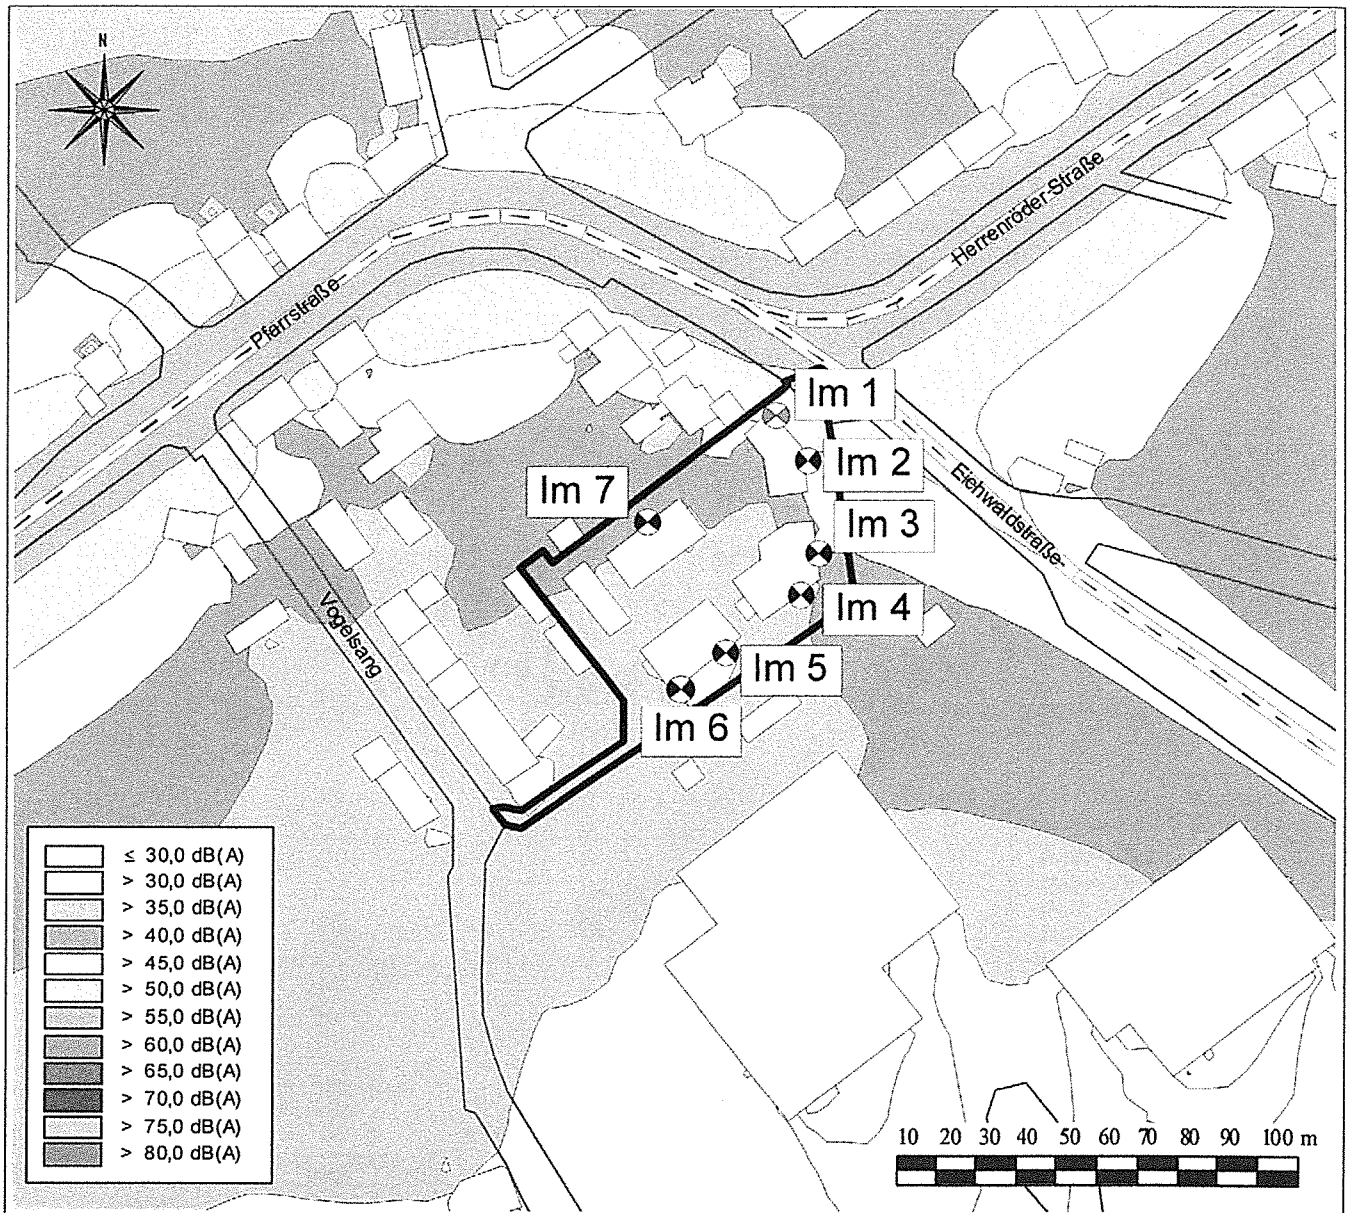 N
Herrenröder-Straße
Pfarrstraße
Im 1
Im 2
Im 7
Eichwaldstraße
Im 3
Im 4
Vogelsang
Im 5
Im 6
≤ 30,0 dB(A)
> 30,0 dB(A)
> 35,0 dB(A)
> 40,0 dB(A)
> 45,0 dB(A)
> 50,0 dB(A)
> 55,0 dB(A)
> 60,0 dB(A)
> 65,0 dB(A)
> 70,0 dB(A)
> 75,0 dB(A)
> 80,0 dB(A)
10 20 30 40 50 60 70 80 90 100 m